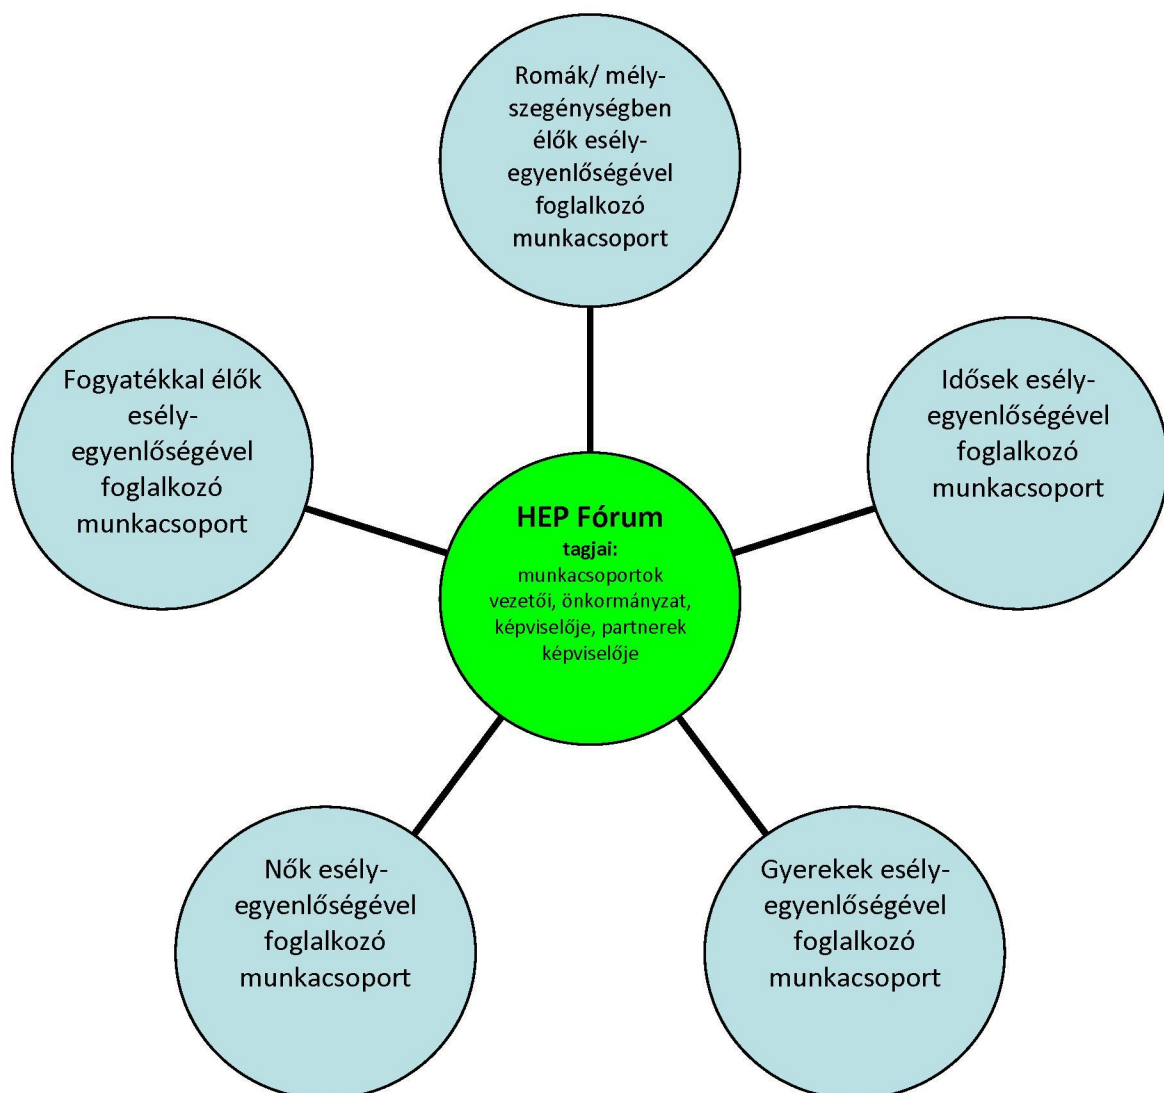 Romák/ mély-
szegénységben
élők esély-
egyenlőségével
foglalkozó
munkacsoport
Fogyatékkal élők
esély-
egyenlőségével
foglalkozó
munkacsoport
Idősek esély-
egyenlőségével
foglalkozó
munkacsoport
HEP Fórum
tagjai:
munkacsoportok
vezetői, önkormányzat,
képviselője, partnerek
képviselője
Nők esély-
egyenlőségével
foglalkozó
munkacsoport
Gyerekek esély-
egyenlőségével
foglalkozó
munkacsoport